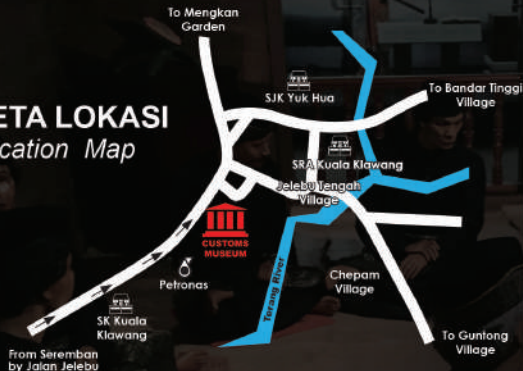 To Mengkan
Garden
ETA LOKASI
cation Map
SJK Yuk Hua
To Bandar Tinggi
Village
SRA Kuala Klawang
Jelebu Tengah
Village
CUSTOMS
MUSEUM
Terang River
Petronas
Chepam
Village
SK Kuala
Klawang
To Guntong
Village
From Seremban
by Jalan Jelebu